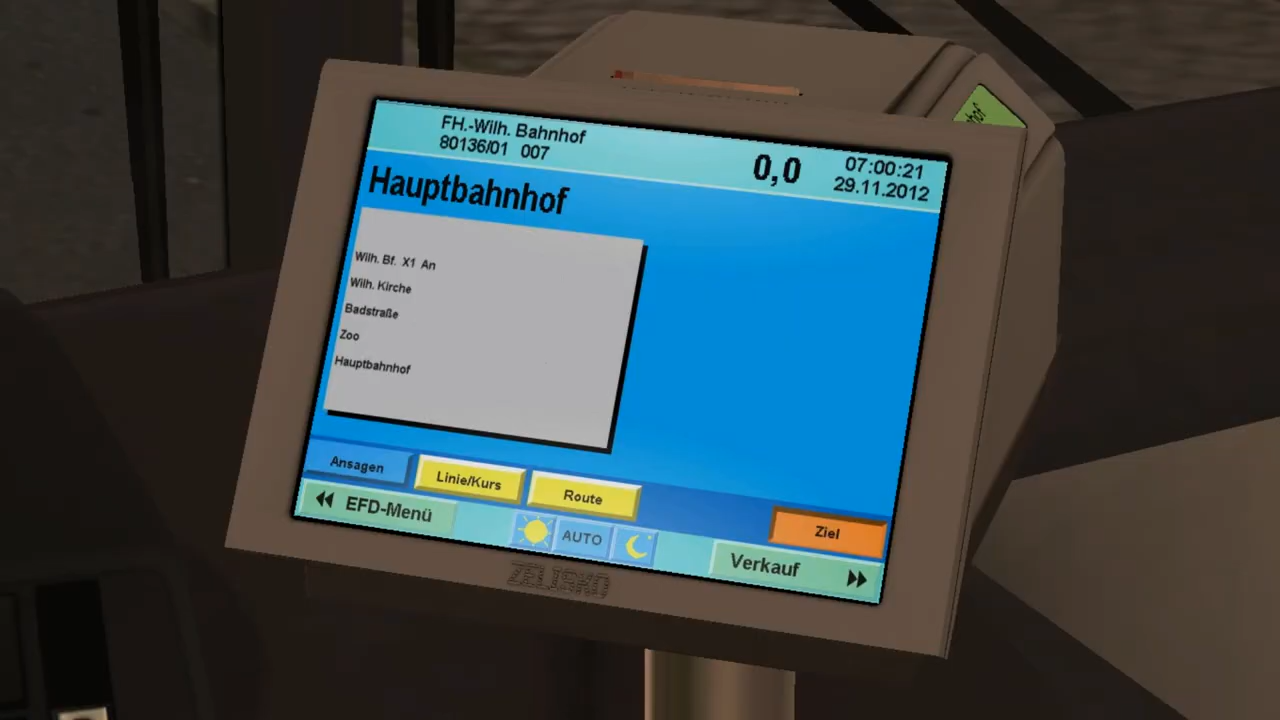 FH.-Wilh. Bahnhof
80136/01 007
0,0
07:00:21
29.11.2012
Hauptbahnhof
Wilh. Bf. X1 An
Wilh. Kirche
Badstraße
Zoo
Hauptbahnhof
Ansagen
Linie/Kurs
Route
Ziel
EFD-Menü
AUTO
Verkauf
ZELISKO